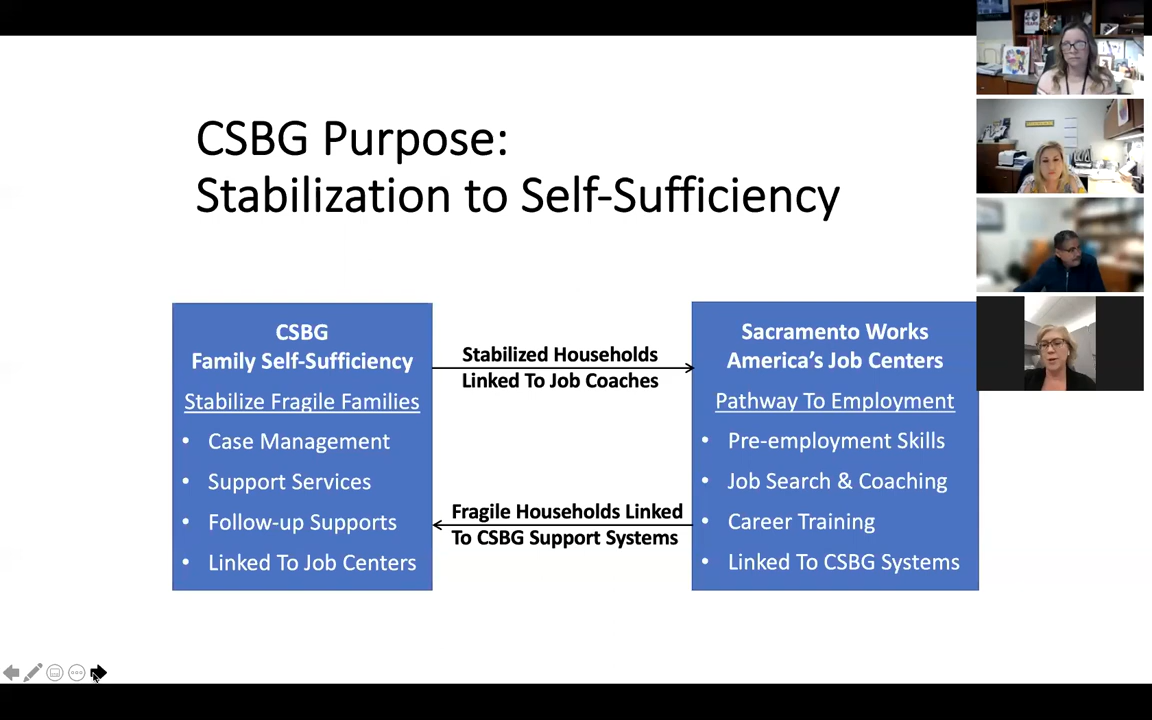 CSBG Purpose:
Stabilization to Self-Sufficiency
CSBG
Family Self-Sufficiency
Stabilize Fragile Families
• Case Management
• Support Services
• Follow-up Supports
• Linked To Job Centers
Stabilized Households
Linked To Job Coaches
Fragile Households Linked
To CSBG Support Systems
Sacramento Works
America's Job Centers
Pathway To Employment
• Pre-employment Skills
• Job Search & Coaching
• Career Training
• Linked To CSBG Systems